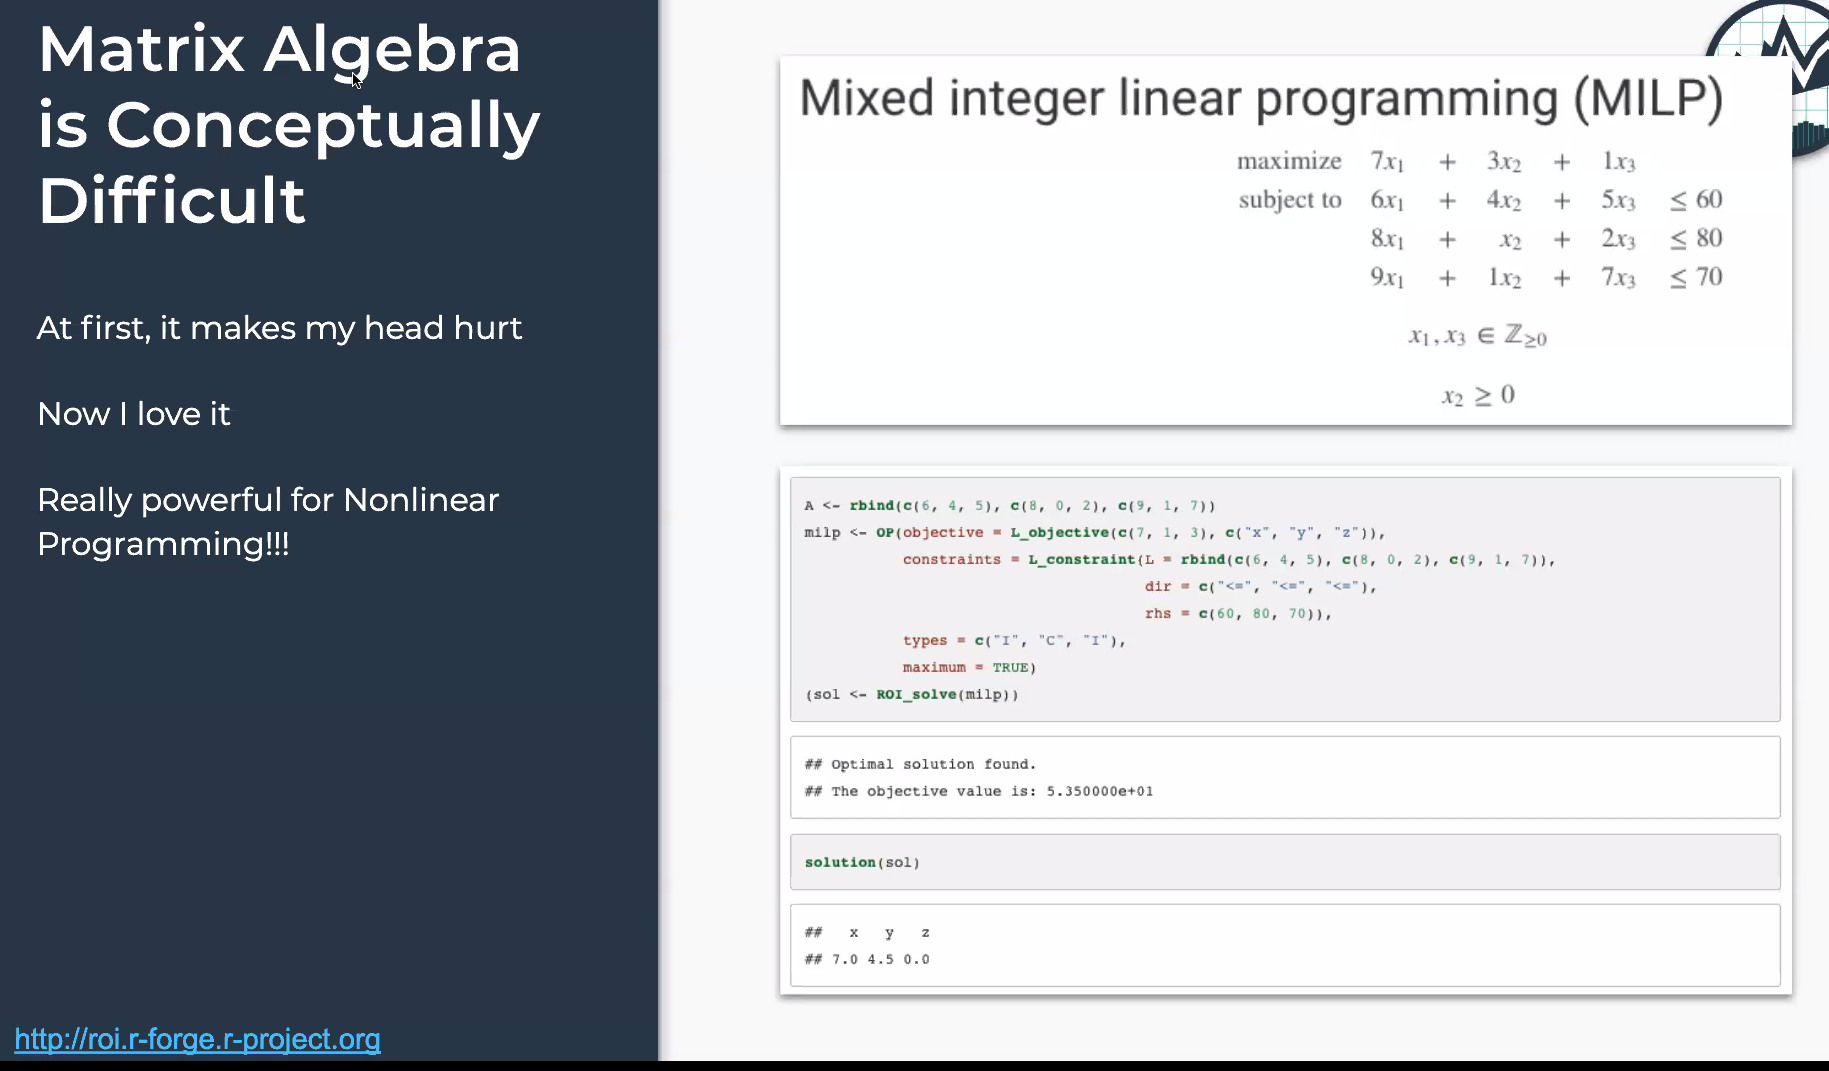 Matrix Algebra
is Conceptually
Difficult
At first, it makes my head hurt
Now I love it
Really powerful for Nonlinear
Programming!!!
http://roi.r-forge.r-project.org
Mixed integer linear programming (MILP)
maximize 7x₁ + 3x₂ + 1x₃
subject to 6x₁ + 4x₂ + 5x₃ ≤ 60
8x₁ + x₂ + 2x₃ ≤ 80
9x₁ + 1x₂ + 7x₃ ≤ 70
x₁, x₃ ∈ ℤ≥0
x₂ ≥ 0
A <- rbind(c(6, 4, 5), c(8, 0, 2), c(9, 1, 7))
milp <- OP(objective = L_objective(c(7, 1, 3), c("x", "y", "z")),
constraints = L_constraint(L = rbind(c(6, 4, 5), c(8, 0, 2), c(9, 1, 7)),
dir = c("<=", "<=", "<="),
rhs = c(60, 80, 70)),
types = c("I", "C", "I"),
maximum = TRUE)
(sol <- ROI_solve(milp))
## Optimal solution found.
## The objective value is: 5.350000e+01
solution(sol)
## x y z
## 7.0 4.5 0.0